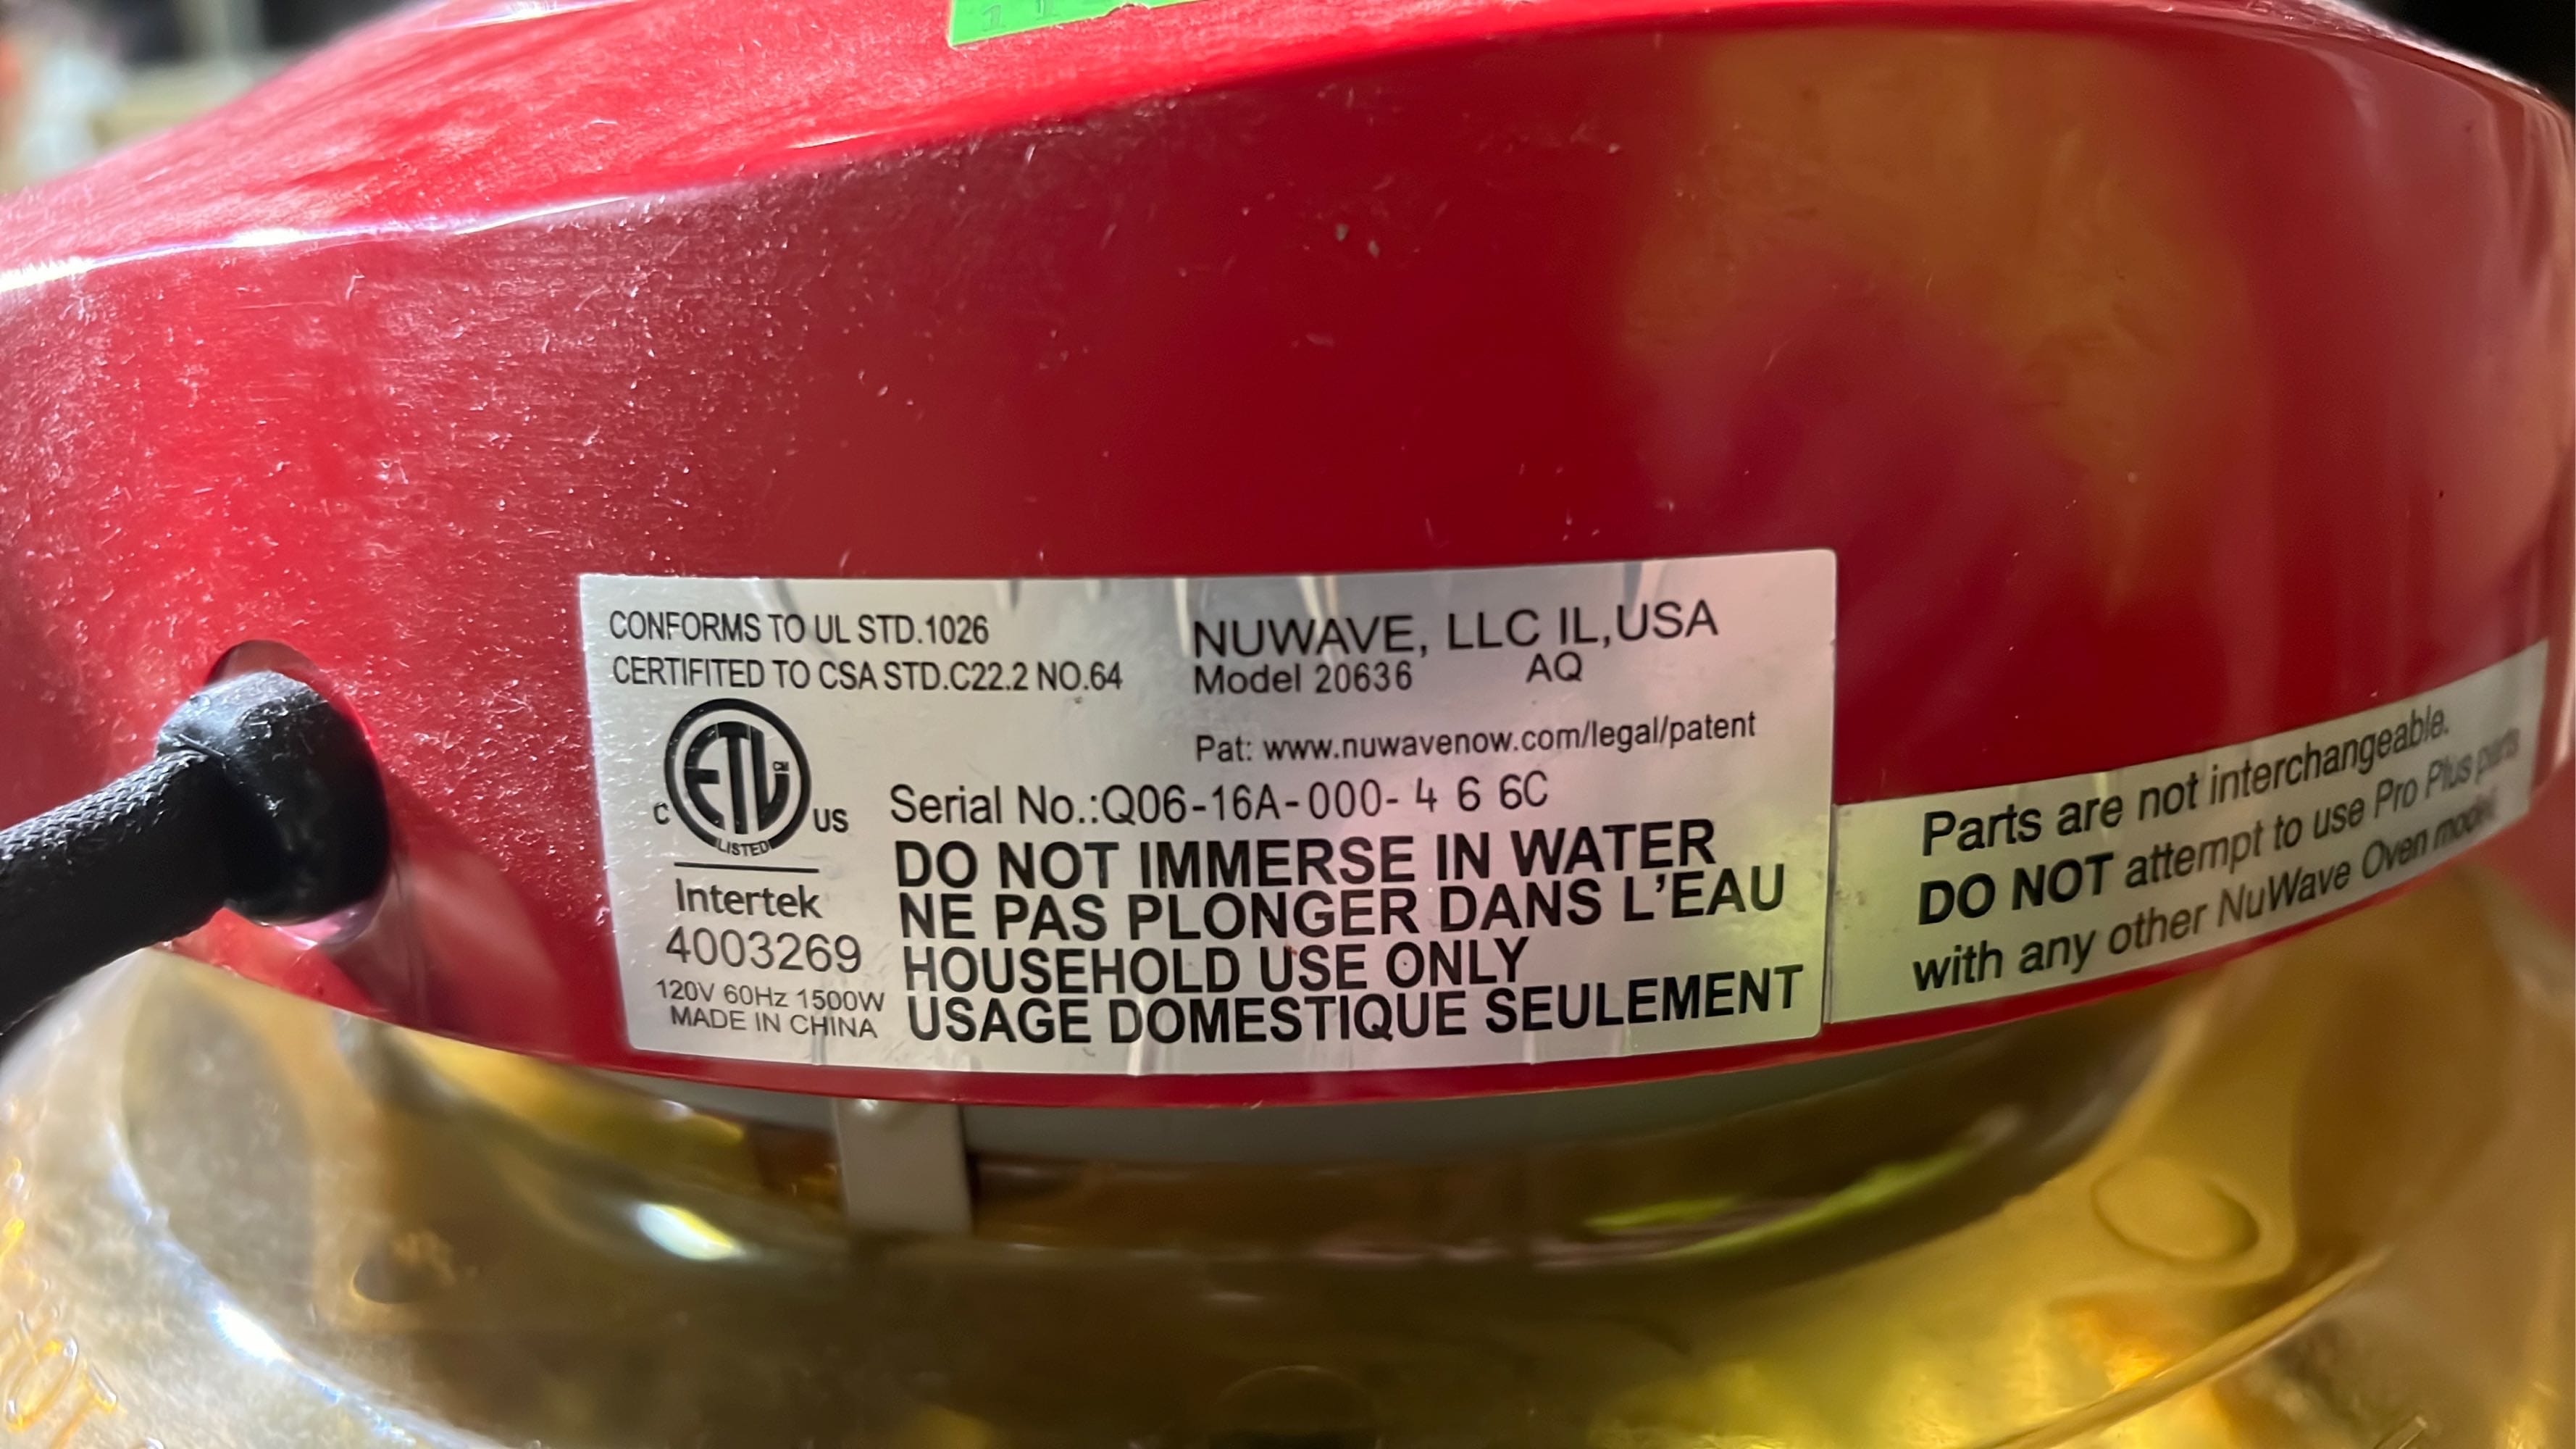 CONFORMS TO UL STD.1026
CERTIFITED TO CSA STD.C22.2 NO.64
NUWAVE, LLC IL,USA
Model 20636 AQ
Pat: www.nuwavenow.com/legal/patent
ETL CM
C US
LISTED
Intertek
4003269
120V 60Hz 1500W
MADE IN CHINA
Serial No.:Q06-16A-000- 4 6 6C
DO NOT IMMERSE IN WATER
NE PAS PLONGER DANS L'EAU
HOUSEHOLD USE ONLY
USAGE DOMESTIQUE SEULEMENT
Parts are not interchangeable.
DO NOT attempt to use Pro Plus parts
with any other NuWave Oven model.